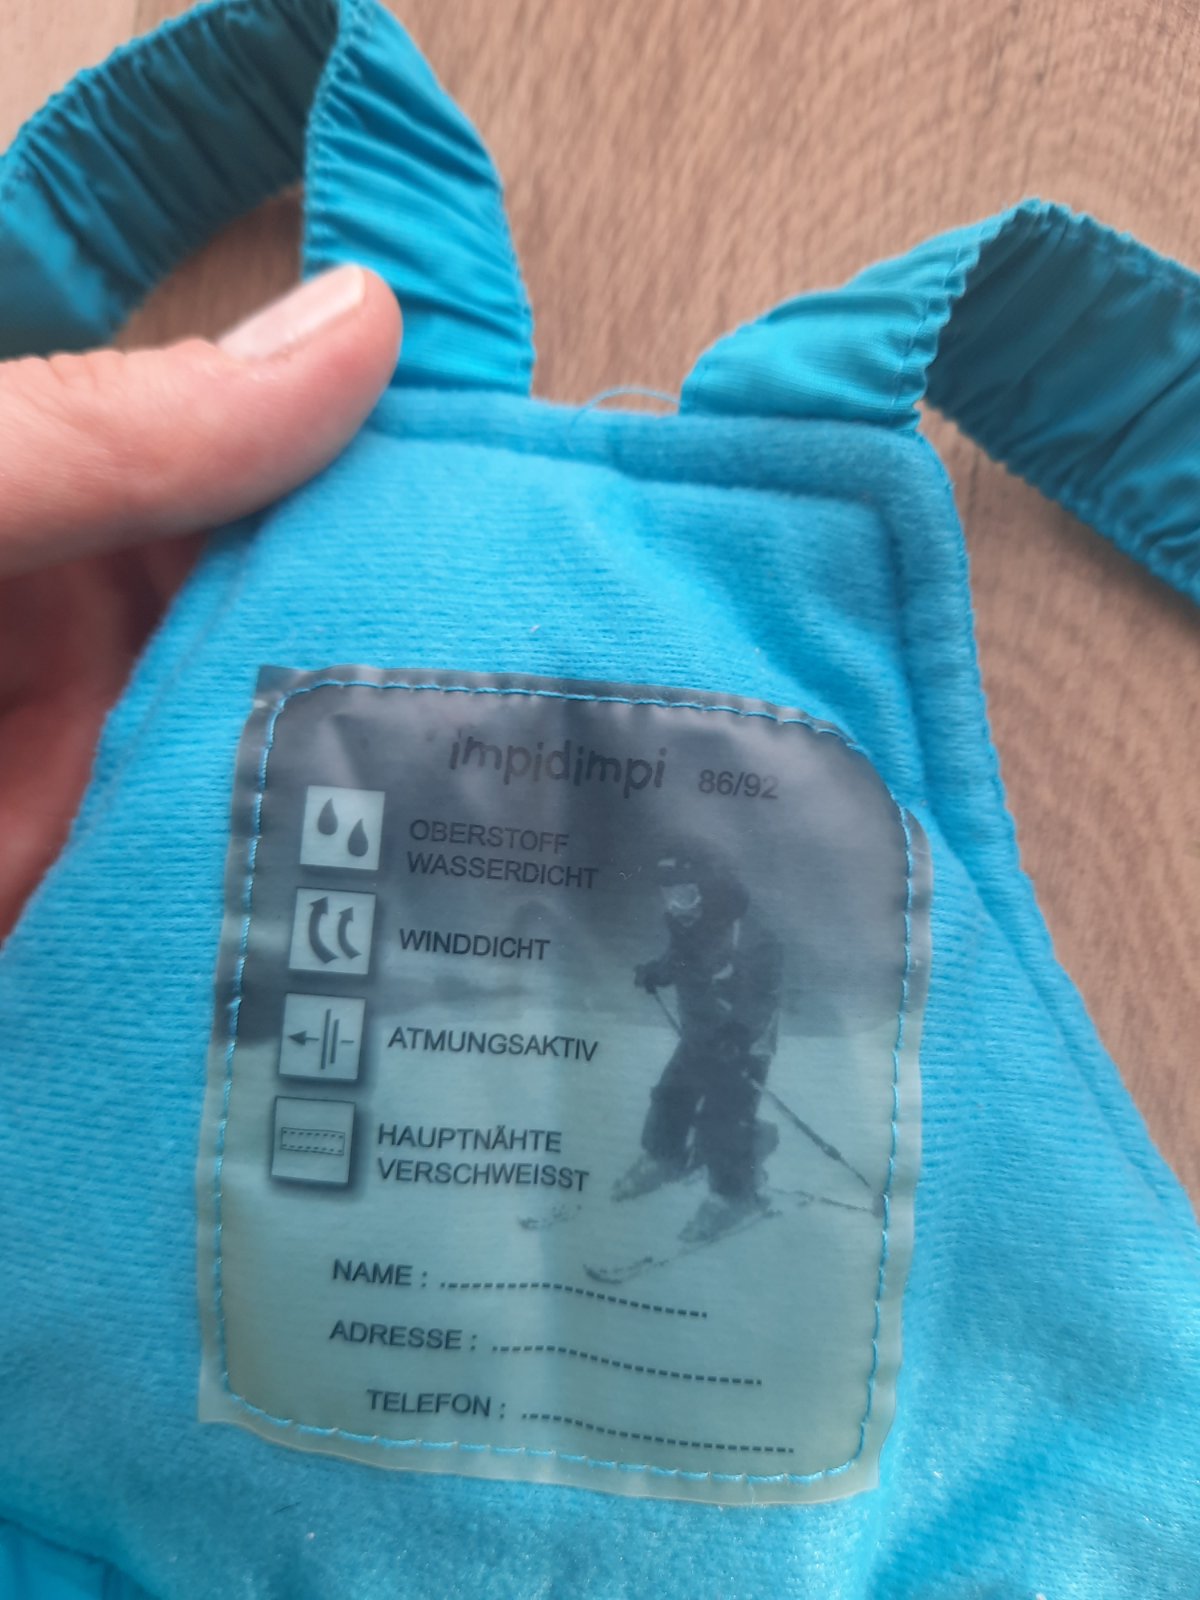 impidimpi 86/92
OBERSTOFF
WASSERDICHT
WINDDICHT
ATMUNGSAKTIV
HAUPTNÄHTE
VERSCHWEISST
NAME :
ADRESSE :
TELEFON :